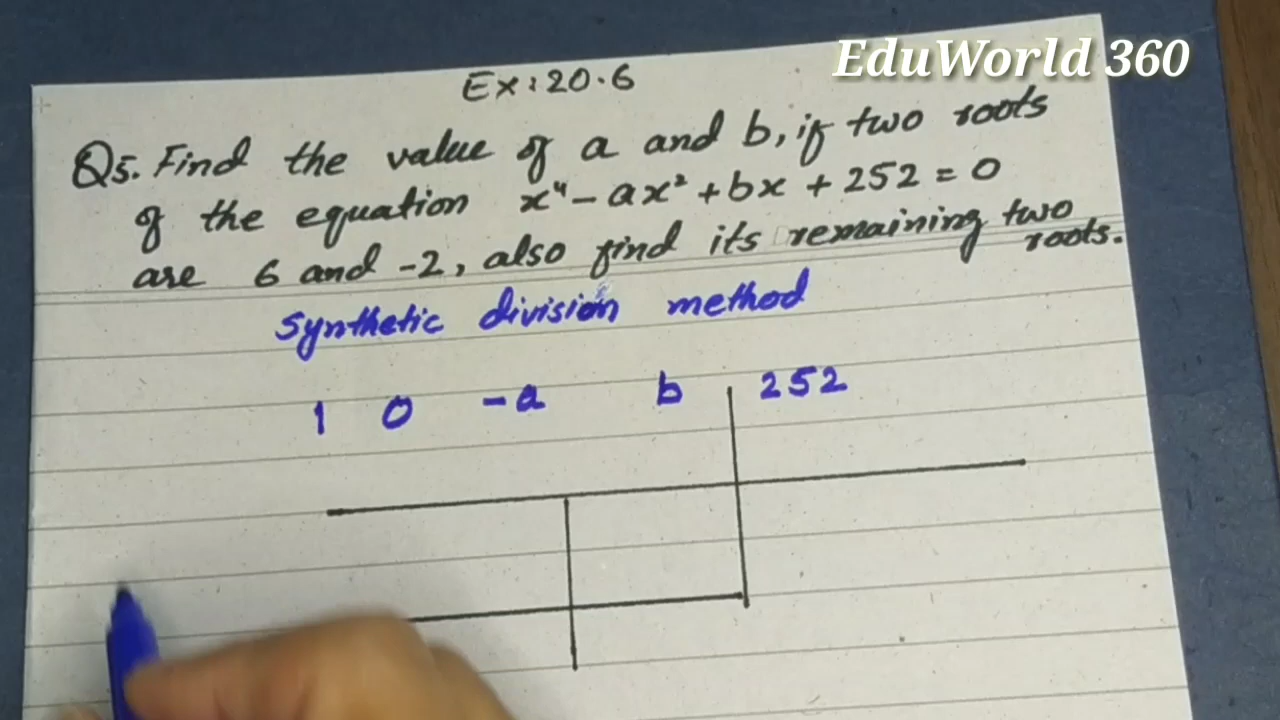 EduWorld 360
Ex: 20.6
Q5. Find the value of a and b, if two roots
of the equation x⁴ - ax² + bx + 252 = 0
are 6 and -2, also find its remaining two
roots.
Synthetic division method
1 0 -a b 252